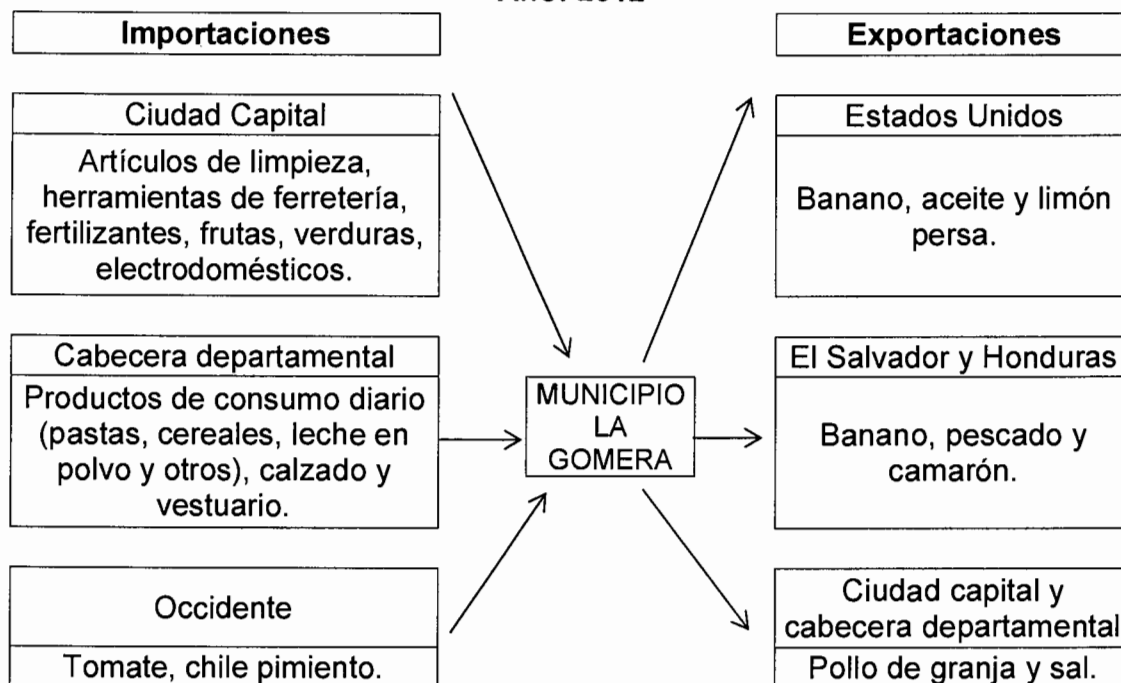 Importaciones
Ciudad Capital
Artículos de limpieza,
herramientas de ferretería,
fertilizantes, frutas, verduras,
electrodomésticos.
Cabecera departamental
Productos de consumo diario
(pastas, cereales, leche en
polvo y otros), calzado y
vestuario.
Occidente
Tomate, chile pimiento.
MUNICIPIO
LA
GOMERA
Exportaciones
Estados Unidos
Banano, aceite y limón
persa.
El Salvador y Honduras
Banano, pescado y
camarón.
Ciudad capital y
cabecera departamental
Pollo de granja y sal.